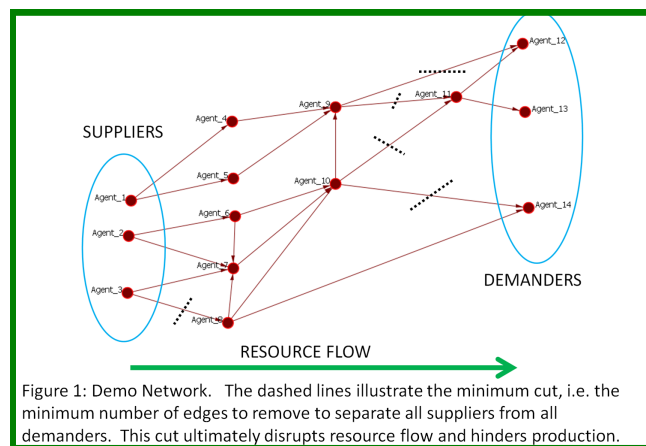 Agent_12
Agent_11
Agent_9
Agent_13
Agent_4
SUPPLIERS
Agent_5
Agent_10
Agent_1
Agent_6
Agent_14
Agent_2
Agent_7
DEMANDERS
Agent_3
Agent_8
RESOURCE FLOW
Figure 1: Demo Network. The dashed lines illustrate the minimum cut, i.e. the
minimum number of edges to remove to separate all suppliers from all
demanders. This cut ultimately disrupts resource flow and hinders production.